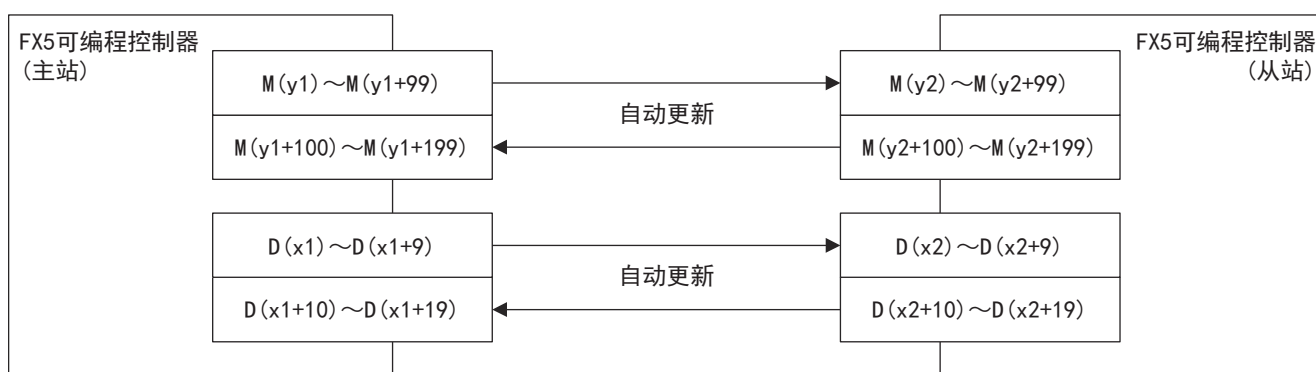 FX5可编程控制器
(主站)
M(y1)～M(y1+99)
M(y1+100)～M(y1+199)
自动更新
M(y2)～M(y2+99)
M(y2+100)～M(y2+199)
FX5可编程控制器
(从站)
D(x1)～D(x1+9)
D(x1+10)～D(x1+19)
自动更新
D(x2)～D(x2+9)
D(x2+10)～D(x2+19)